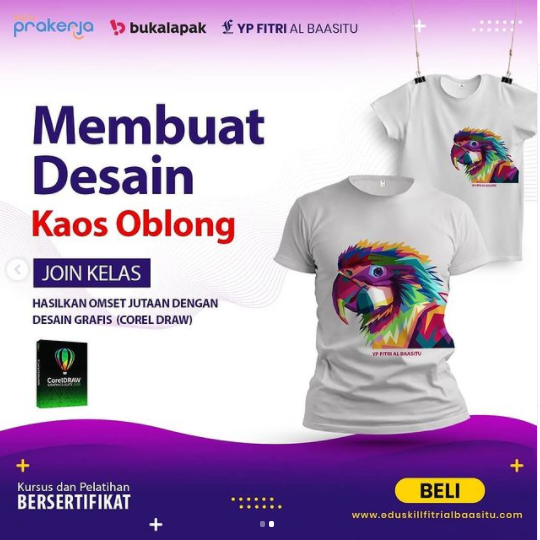 prakerja
bukalapak
YP FITRI AL BAASITU
Membuat
Desain
Kaos Oblong
JOIN KELAS
HASILKAN OMSET JUTAAN DENGAN
DESAIN GRAFIS (COREL DRAW)
CorelDRAW
YP FITRI AL BAASITU
Kursus dan Pelatihan
BERSERTIFIKAT
BELI
www.eduskillfitrialbaasitu.com